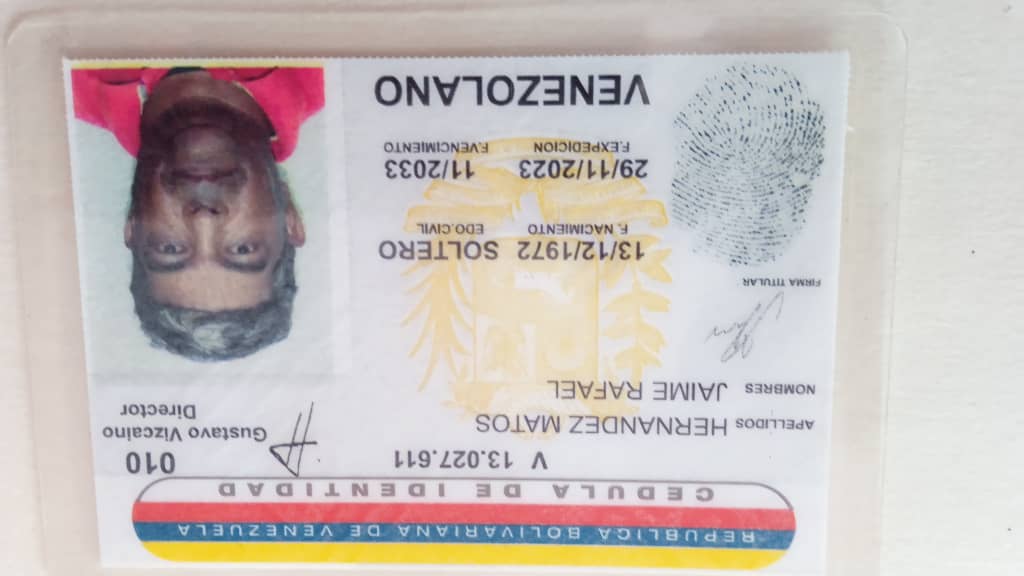 REPUBLICA BOLIVARIANA DE VENEZUELA
CEDULA DE IDENTIDAD
V 13.027.611
010
APELLIDOS HERNANDEZ MATOS
Gustavo Vizcaino
Director
NOMBRES JAIME RAFAEL
FIRMA TITULAR
13/12/1972 SOLTERO
F. NACIMIENTO EDO.CIVIL
29/11/2023 11/2033
F.EXPEDICION F.VENCIMIENTO
VENEZOLANO